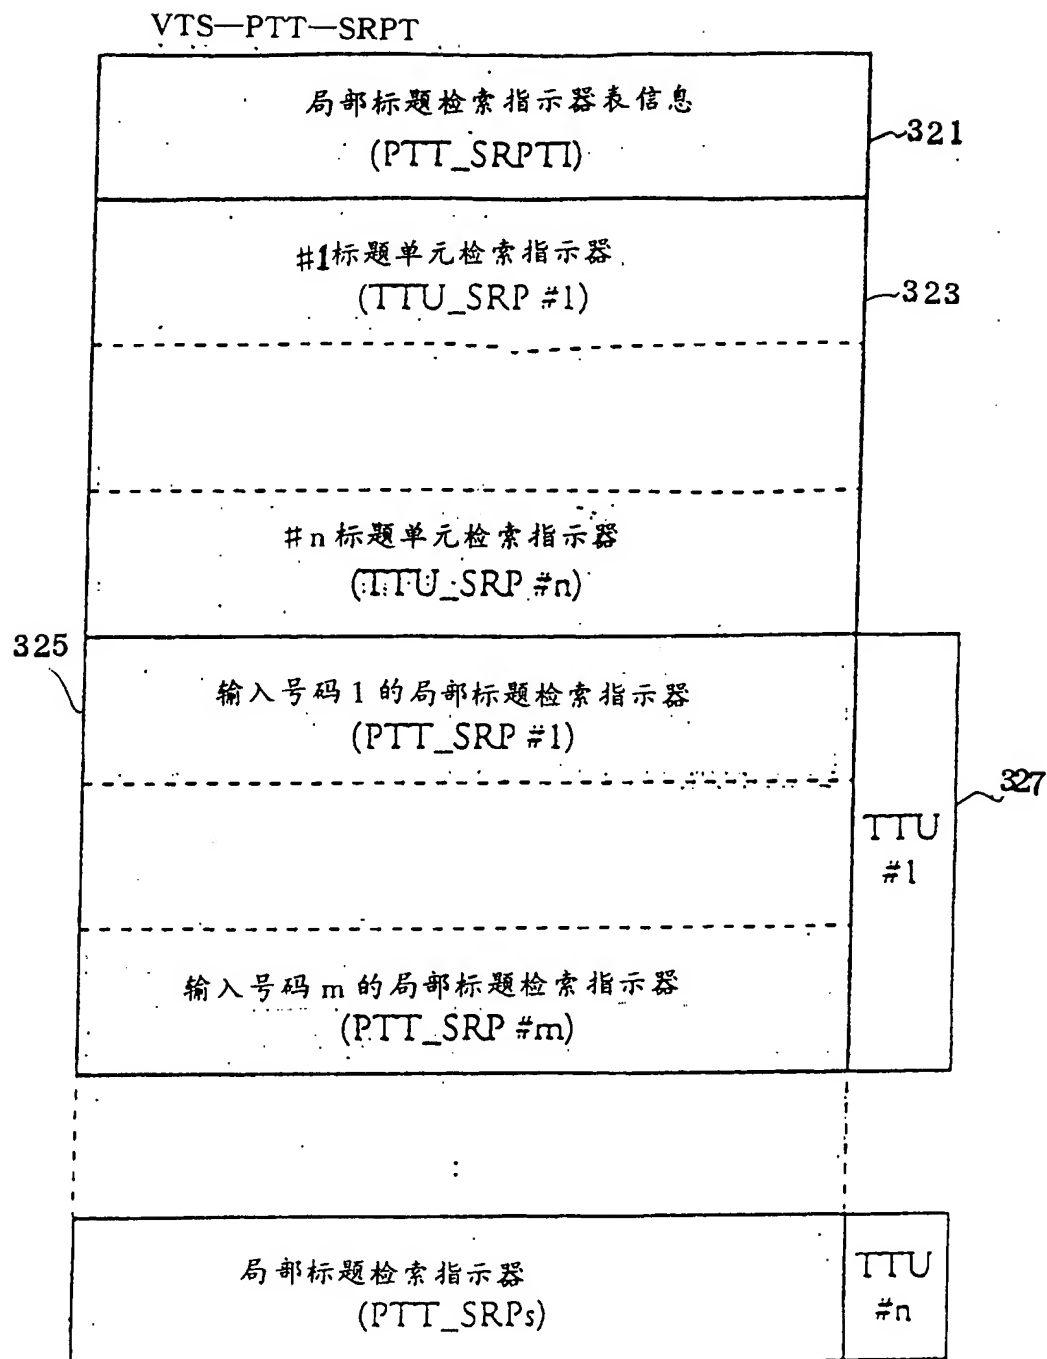 VTS—PTT—SRPT
局部标题检索指示器表信息
(PTT_SRPTI)
321
#1标题单元检索指示器
(TTU_SRP #1)
323
#n标题单元检索指示器
(TTU_SRP #n)
325
输入号码1的局部标题检索指示器
(PTT_SRP #1)
327
TTU
#1
输入号码m的局部标题检索指示器
(PTT_SRP #m)
:
局部标题检索指示器
(PTT_SRPs)
TTU
#n